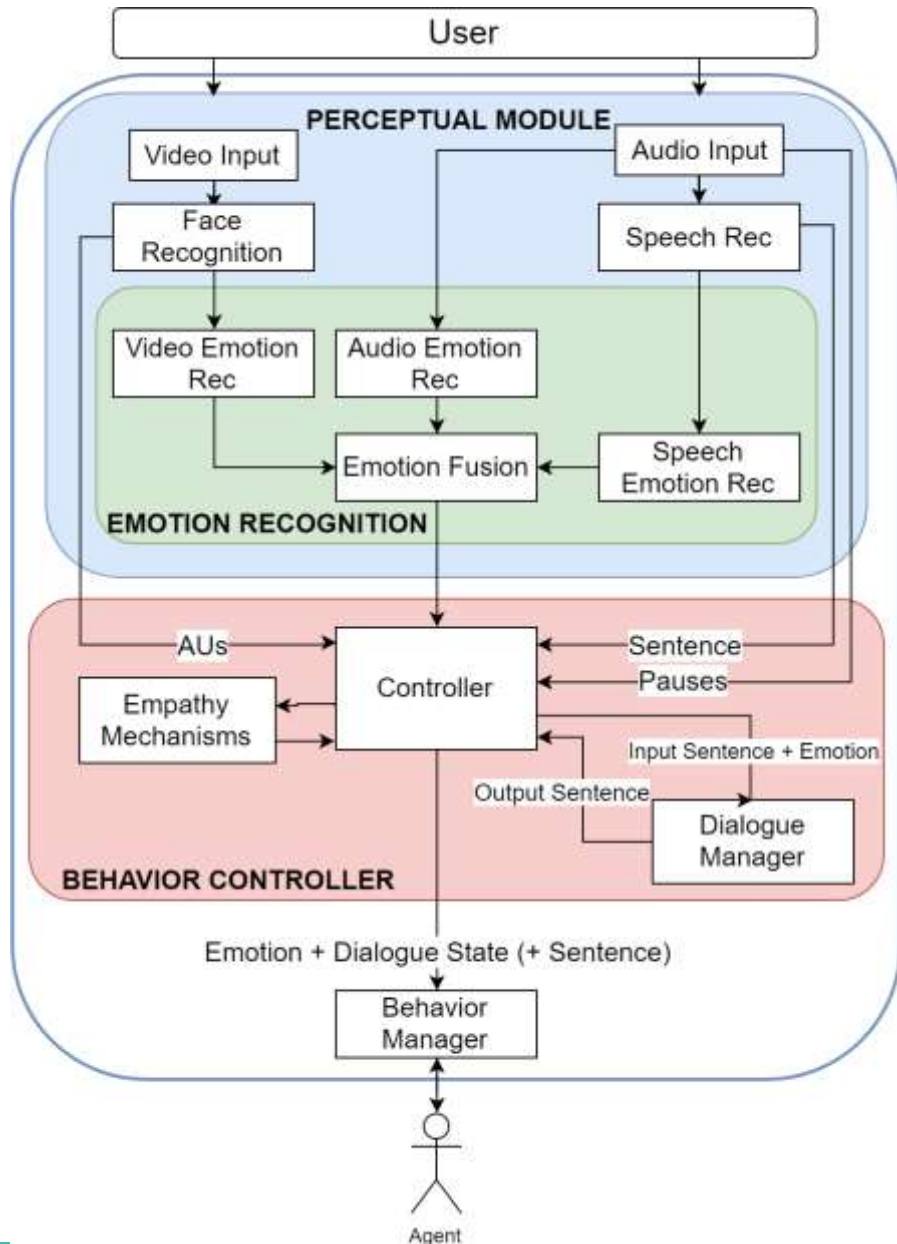 User
PERCEPTUAL MODULE
Video Input
Audio Input
Face
Recognition
Speech Rec
Video Emotion
Rec
Audio Emotion
Rec
Emotion Fusion
Speech
Emotion Rec
EMOTION RECOGNITION
AUs
Sentence
Pauses
Controller
Empathy
Mechanisms
Input Sentence + Emotion
Output Sentence
Dialogue
Manager
BEHAVIOR CONTROLLER
Emotion + Dialogue State (+ Sentence)
Behavior
Manager
Agent